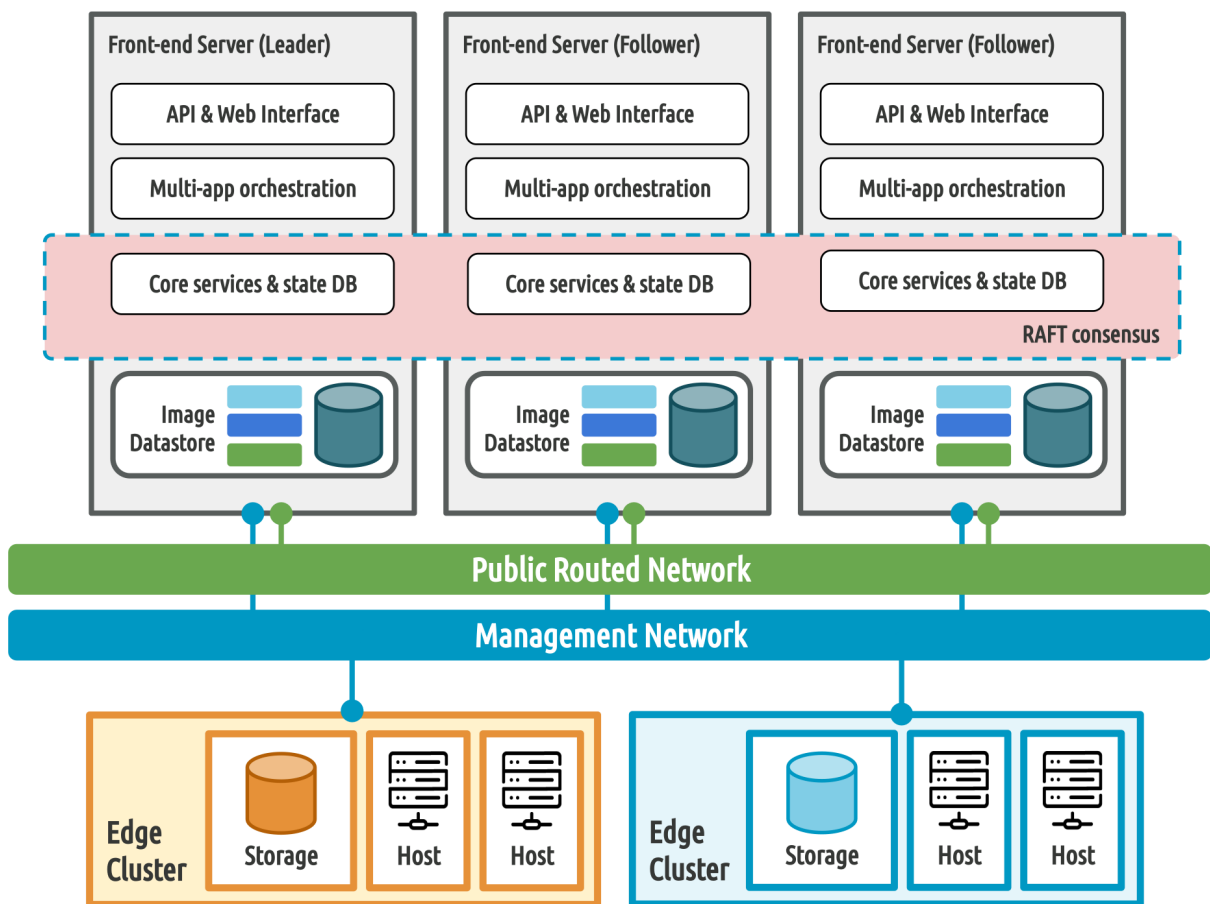 Front-end Server (Leader)
API & Web Interface
Multi-app orchestration
Core services & state DB
Image
Datastore
Front-end Server (Follower)
API & Web Interface
Multi-app orchestration
Core services & state DB
Image
Datastore
Front-end Server (Follower)
API & Web Interface
Multi-app orchestration
Core services & state DB
RAFT consensus
Image
Datastore
Public Routed Network
Management Network
Edge
Cluster
Storage
Host
Host
Edge
Cluster
Storage
Host
Host